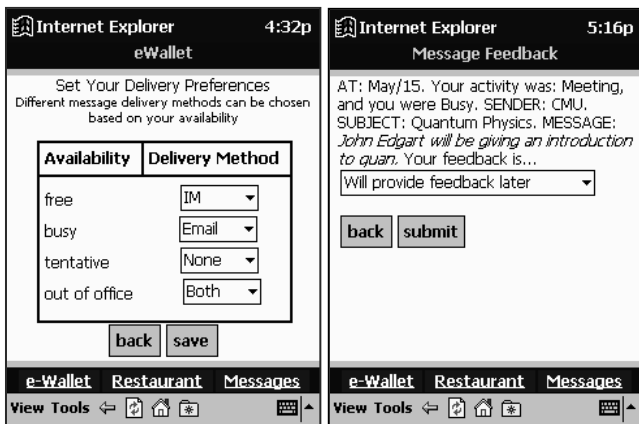 Internet Explorer 4:32p
eWallet
Set Your Delivery Preferences
Different message delivery methods can be chosen
based on your availability
Availability Delivery Method
free IM
busy Email
tentative None
out of office Both
back save
e-Wallet Restaurant Messages
View Tools
Internet Explorer 5:16p
Message Feedback
AT: May/15. Your activity was: Meeting,
and you were Busy. SENDER: CMU.
SUBJECT: Quantum Physics. MESSAGE:
John Edgart will be giving an introduction
to quan. Your feedback is...
Will provide feedback later
back submit
e-Wallet Restaurant Messages
View Tools